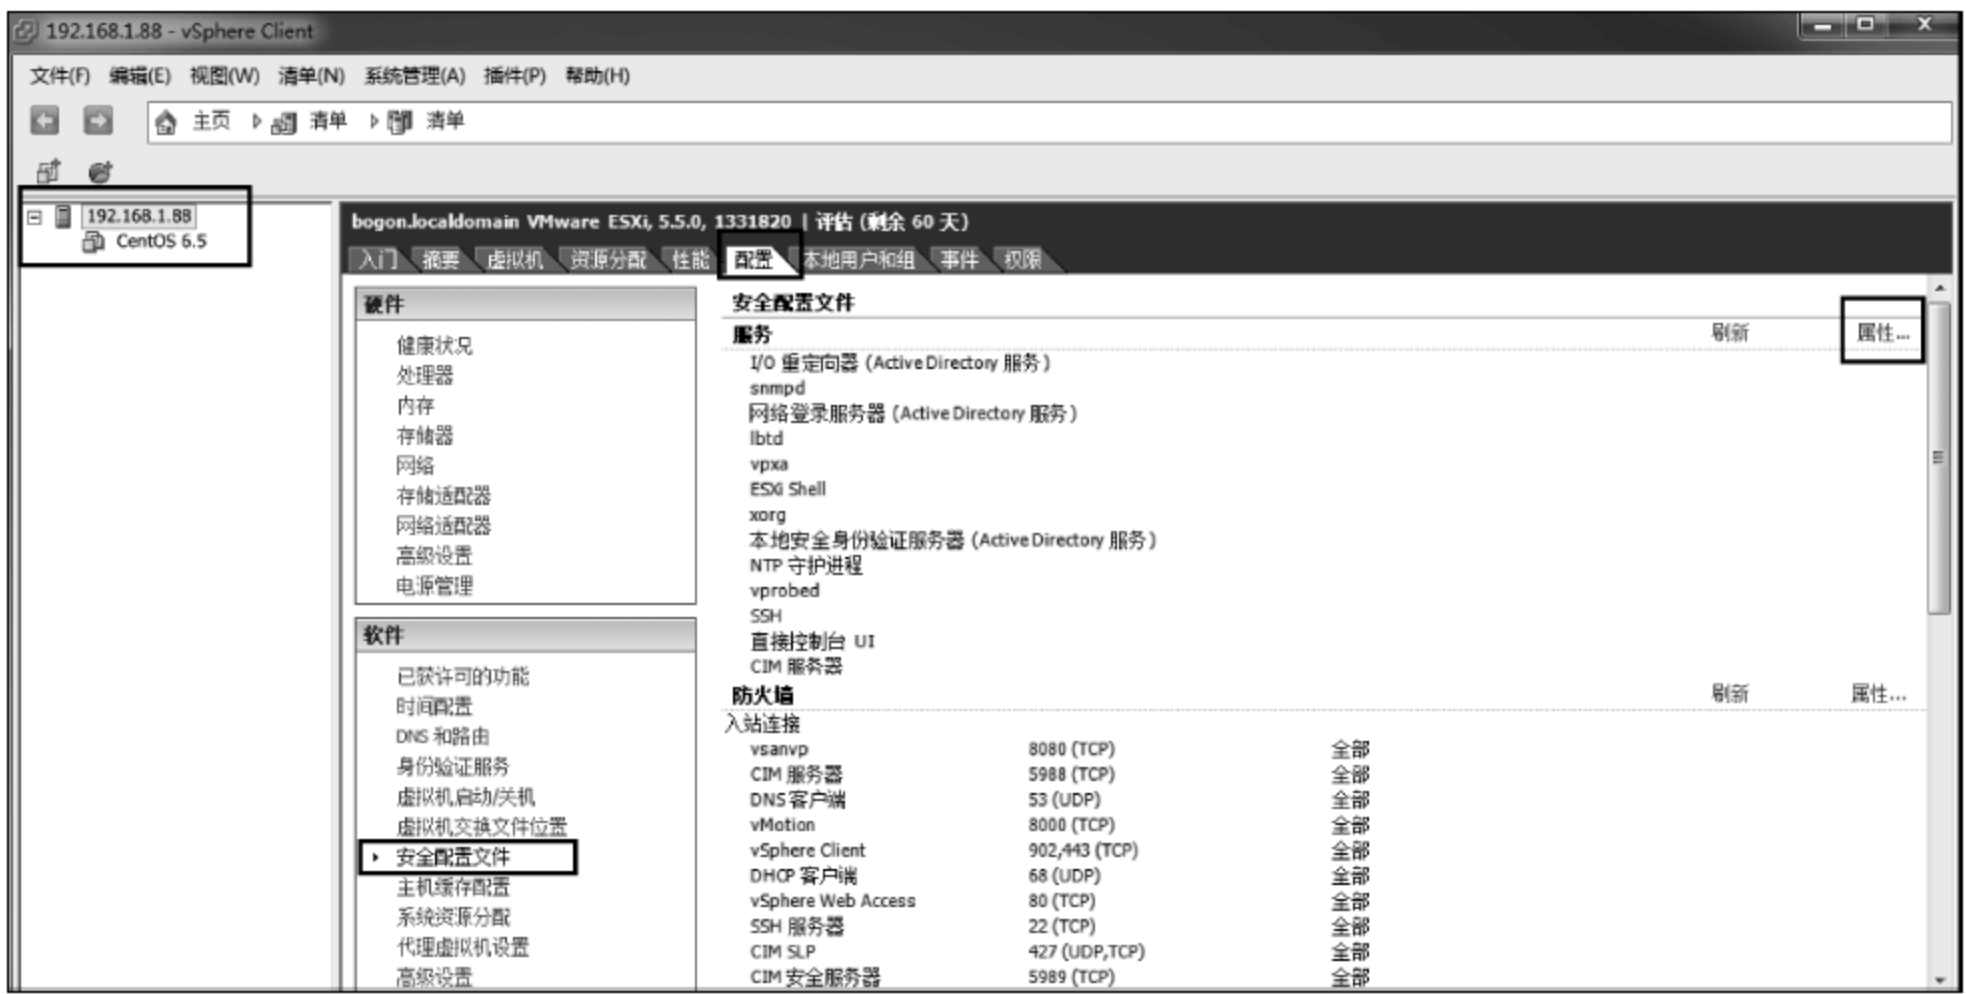 192.168.1.88 - vSphere Client
文件(F) 编辑(E) 视图(W) 清单(N) 系统管理(A) 插件(P) 帮助(H)
主页 清单 清单
192.168.1.88
CentOS 6.5
bogon.localdomain VMware ESXi, 5.5.0, 1331820 | 评估 (剩余 60 天)
入门 摘要 虚拟机 资源分配 性能 配置 本地用户和组 事件 权限
硬件
健康状况
处理器
内存
存储器
网络
存储适配器
网络适配器
高级设置
电源管理
软件
已获许可的功能
时间配置
DNS 和路由
身份验证服务
虚拟机启动/关机
虚拟机交换文件位置
安全配置文件
主机缓存配置
系统资源分配
代理虚拟机设置
高级设置
安全配置文件
服务 刷新 属性...
I/O 重定向器 (Active Directory 服务)
snmpd
网络登录服务器 (Active Directory 服务)
lbtd
vpxa
ESXi Shell
xorg
本地安全身份验证服务器 (Active Directory 服务)
NTP 守护进程
vprobed
SSH
直接控制台 UI
CIM 服务器
防火墙 刷新 属性...
入站连接
vsanvp 8080 (TCP) 全部
CIM 服务器 5988 (TCP) 全部
DNS 客户端 53 (UDP) 全部
vMotion 8000 (TCP) 全部
vSphere Client 902,443 (TCP) 全部
DHCP 客户端 68 (UDP) 全部
vSphere Web Access 80 (TCP) 全部
SSH 服务器 22 (TCP) 全部
CIM SLP 427 (UDP,TCP) 全部
CIM 安全服务器 5989 (TCP) 全部